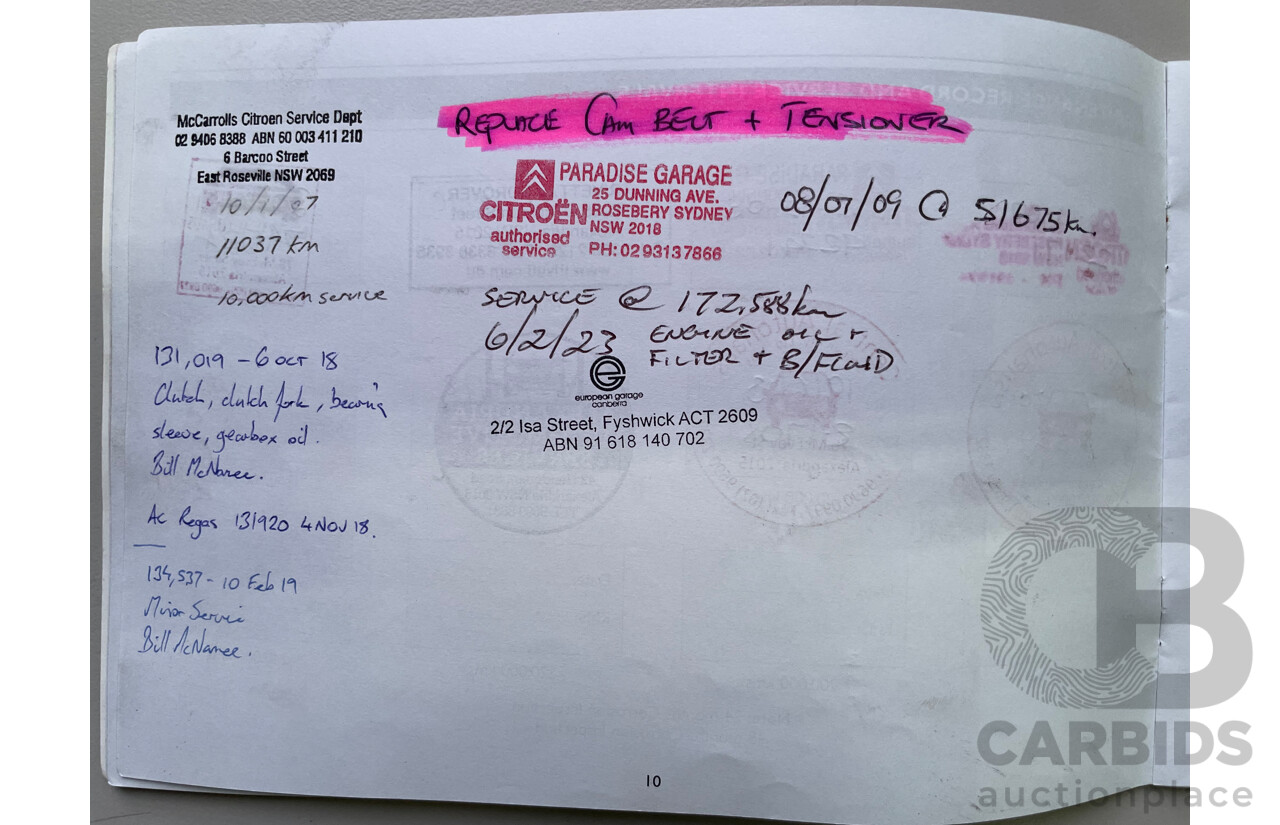 McCarrolls Citroen Service Dept
02 9406 8388 ABN 60 003 411 210
6 Barcoo Street
East Roseville NSW 2069
10/1/07
11037 km
10,000km service
131,019 - 6 Oct 18
Clutch, clutch fork, bearing
sleeve, gearbox oil.
Bill McNamee.
Ac Regas 131920 4 Nov 18.
134,537 - 10 Feb 19
Minor Service
Bill McNamee.
REPLACE CAM BELT + TENSIONER
PARADISE GARAGE
25 DUNNING AVE.
CITROËN ROSEBERY SYDNEY
authorised NSW 2018
service PH: 02 93137866
08/07/09 @ 51675km.
SERVICE @ 172,588km
6/2/23 ENGINE OIL +
FILTER + B/FLUID
european garage
canberra
2/2 Isa Street, Fyshwick ACT 2609
ABN 91 618 140 702
10
CB
CARBIDS
auctionplace